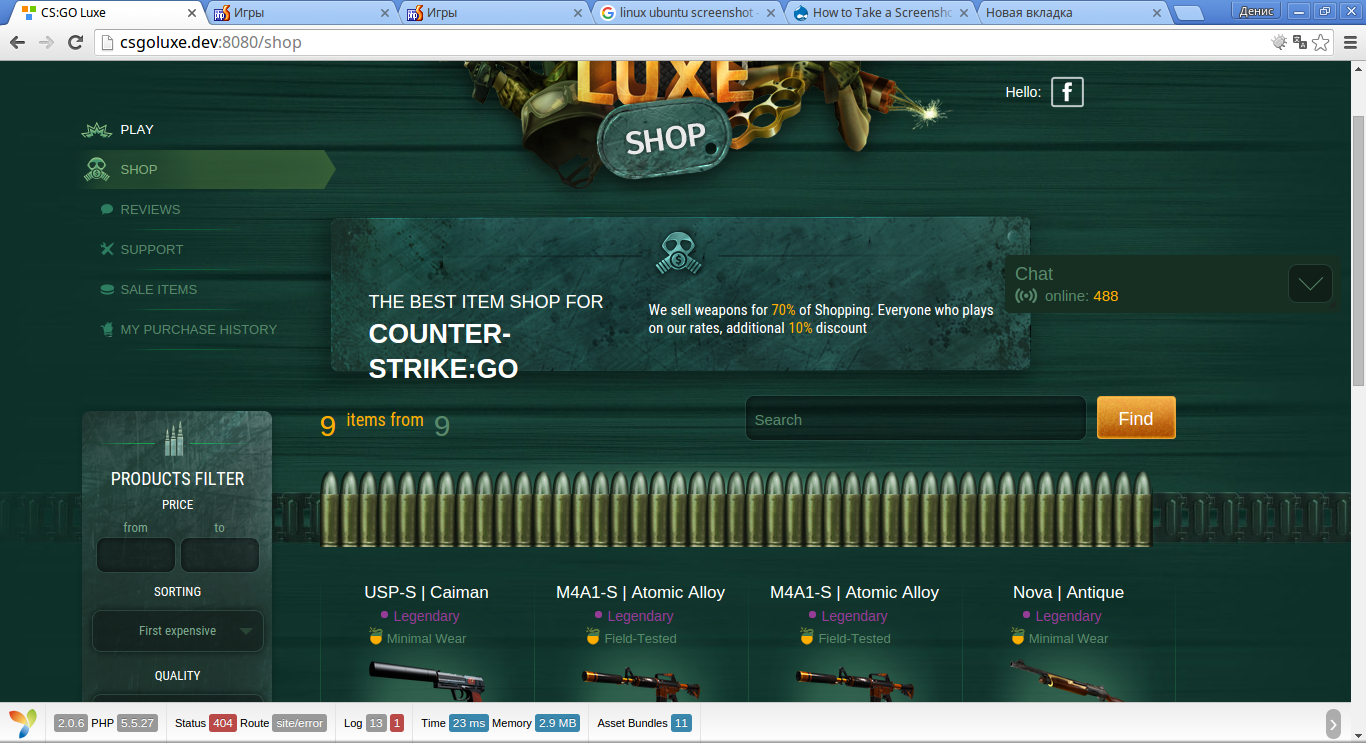 CS:GO Luxe
Игры
Игры
linux ubuntu screenshot -
How to Take a Screensho
Новая вкладка
Денис
csgoluxe.dev:8080/shop
LUXE
SHOP
Hello:
PLAY
SHOP
REVIEWS
SUPPORT
SALE ITEMS
MY PURCHASE HISTORY
THE BEST ITEM SHOP FOR
COUNTER-
STRIKE:GO
We sell weapons for 70% of Shopping. Everyone who plays
on our rates, additional 10% discount
Chat
online: 488
9 items from 9
Search
Find
PRODUCTS FILTER
PRICE
from to
SORTING
First expensive
QUALITY
USP-S | Caiman
Legendary
Minimal Wear
M4A1-S | Atomic Alloy
Legendary
Field-Tested
M4A1-S | Atomic Alloy
Legendary
Field-Tested
Nova | Antique
Legendary
Minimal Wear
2.0.6 PHP 5.5.27 Status 404 Route site/error Log 13 1 Time 23 ms Memory 2.9 MB Asset Bundles 11